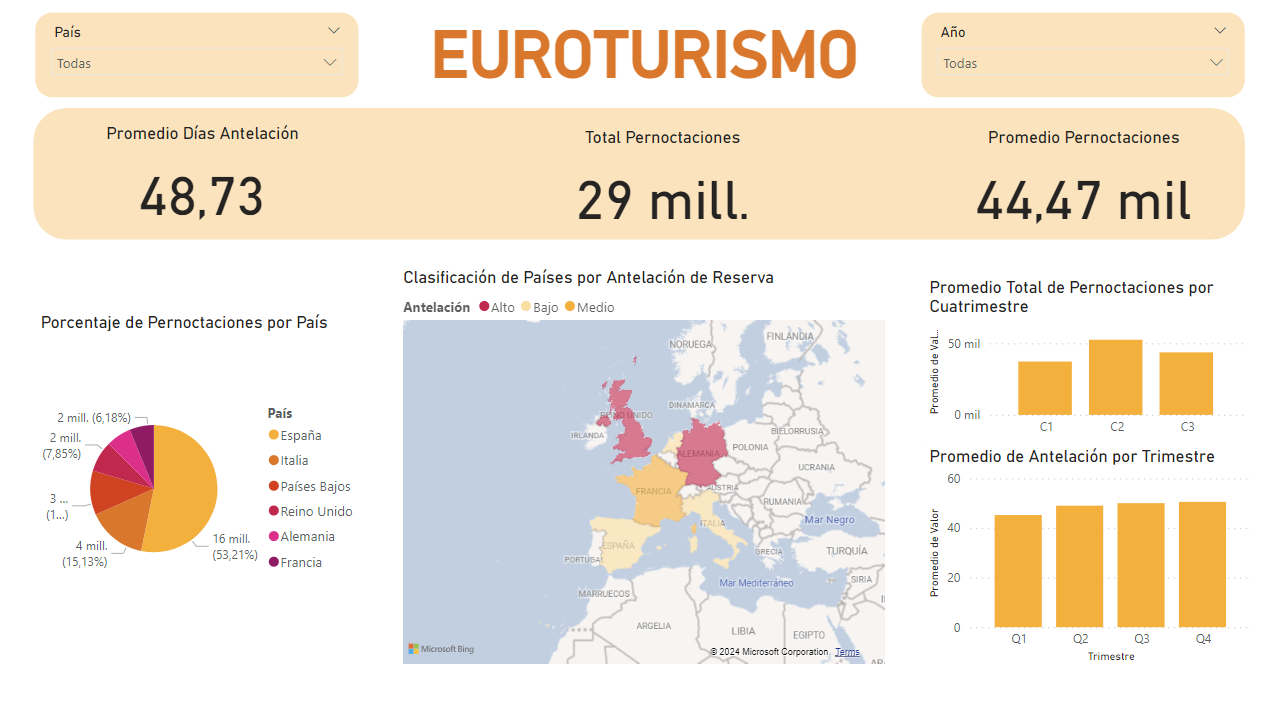 País
Todas
EUROTURISMO
Año
Todas
Promedio Días Antelación
48,73
Total Pernoctaciones
29 mill.
Promedio Pernoctaciones
44,47 mil
Porcentaje de Pernoctaciones por País
2 mill. (6,18%)
2 mill.
(7,85%)
3 ...
(1...)
4 mill.
(15,13%)
16 mill.
(53,21%)
País
España
Italia
Países Bajos
Reino Unido
Alemania
Francia
Clasificación de Países por Antelación de Reserva
Antelación Alto Bajo Medio
FINLANDIA
NORUEGA
DINAMARCA
REINO UNIDO
IRLANDA
BIELORRUSIA
POLONIA
ALEMANIA
UCRANIA
AUSTRIA
FRANCIA
RUMANIA
ITALIA
Mar Negro
ESPAÑA
PORTUGAL
GRECIA
TURQUÍA
Mar Mediterráneo
SIRIA
MARRUECOS
ARGELIA
LIBIA
EGIPTO
AR
Microsoft Bing
© 2024 Microsoft Corporation Terms
Promedio Total de Pernoctaciones por
Cuatrimestre
Promedio de Val...
50 mil
0 mil
C1 C2 C3
Promedio de Antelación por Trimestre
Promedio de Valor
60
40
20
0
Q1 Q2 Q3 Q4
Trimestre